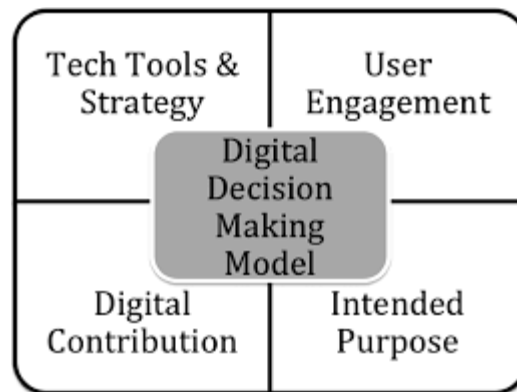 Tech Tools &
Strategy
User
Engagement
Digital
Decision
Making
Model
Digital
Contribution
Intended
Purpose